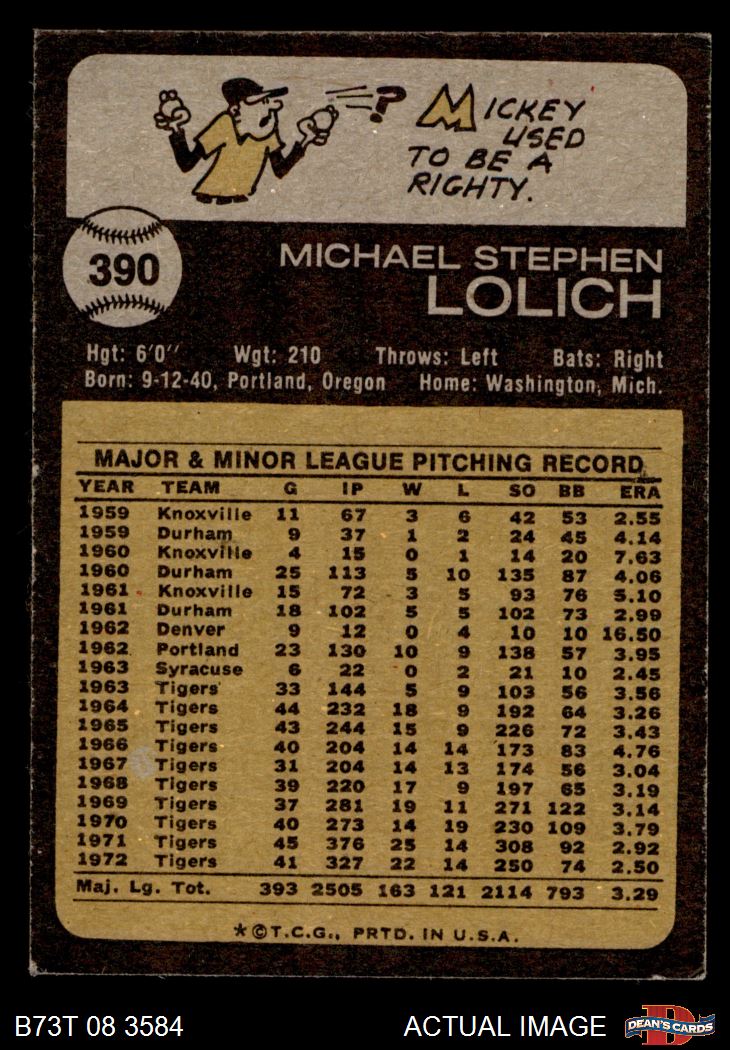 ?
MICKEY
USED
TO BE A
RIGHTY.
390
MICHAEL STEPHEN
LOLICH
Hgt: 6'0'' Wgt: 210 Throws: Left Bats: Right
Born: 9-12-40, Portland, Oregon Home: Washington, Mich.
MAJOR & MINOR LEAGUE PITCHING RECORD
YEAR TEAM G IP W L SO BB ERA
1959 Knoxville 11 67 3 6 42 53 2.55
1959 Durham 9 37 1 2 24 45 4.14
1960 Knoxville 4 15 0 1 14 20 7.63
1960 Durham 25 113 5 10 135 87 4.06
1961 Knoxville 15 72 3 5 93 76 5.10
1961 Durham 18 102 5 5 102 73 2.99
1962 Denver 9 12 0 4 10 10 16.50
1962 Portland 23 130 10 9 138 57 3.95
1963 Syracuse 6 22 0 2 21 10 2.45
1963 Tigers 33 144 5 9 103 56 3.56
1964 Tigers 44 232 18 9 192 64 3.26
1965 Tigers 43 244 15 9 226 72 3.43
1966 Tigers 40 204 14 14 173 83 4.76
1967 Tigers 31 204 14 13 174 56 3.04
1968 Tigers 39 220 17 9 197 65 3.19
1969 Tigers 37 281 19 11 271 122 3.14
1970 Tigers 40 273 14 19 230 109 3.79
1971 Tigers 45 376 25 14 308 92 2.92
1972 Tigers 41 327 22 14 250 74 2.50
Maj. Lg. Tot. 393 2505 163 121 2114 793 3.29
*©T.C.G., PRTD. IN U.S.A.
B73T 08 3584 ACTUAL IMAGE D DEAN'S CARDS